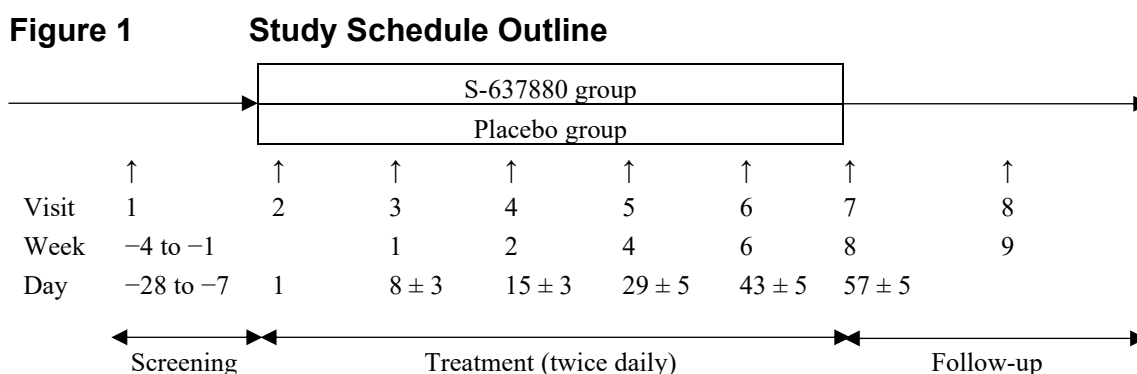 Figure 1 Study Schedule Outline
S-637880 group
Placebo group
↑ ↑ ↑ ↑ ↑ ↑ ↑ ↑
Visit 1 2 3 4 5 6 7 8
Week −4 to −1 1 2 4 6 8 9
Day −28 to −7 1 8 ± 3 15 ± 3 29 ± 5 43 ± 5 57 ± 5
Screening Treatment (twice daily) Follow-up